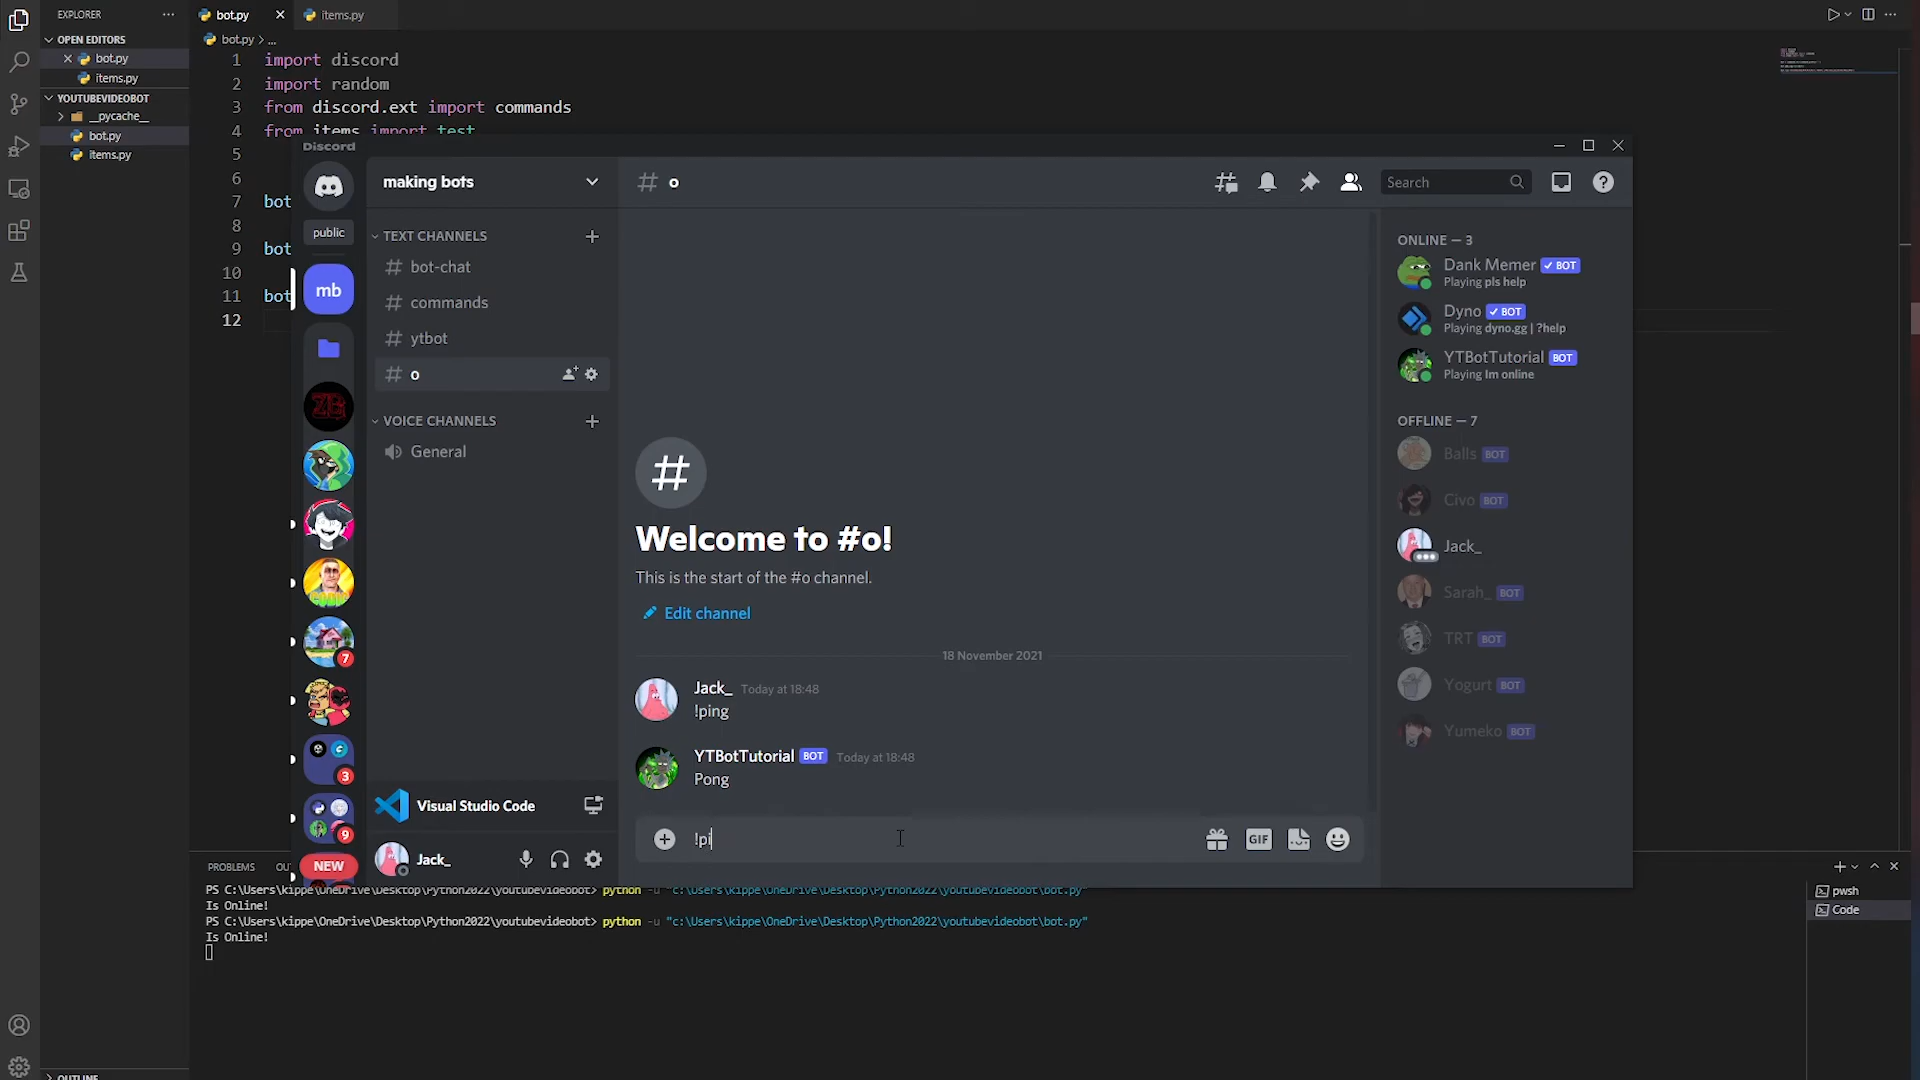 EXPLORER
OPEN EDITORS
bot.py
items.py
YOUTUBEVIDEOBOT
__pycache__
bot.py
items.py
OUTLINE
bot.py
items.py
bot.py > ...
1 import discord
2 import random
3 from discord.ext import commands
4 from items import test
5
6
7 bot
8
9 bot
10
11 bot
12
Discord
public
mb
7
3
9
NEW
making bots
TEXT CHANNELS
bot-chat
commands
ytbot
o
VOICE CHANNELS
General
Visual Studio Code
Jack_
o
Search
Welcome to #o!
This is the start of the #o channel.
Edit channel
18 November 2021
Jack_ Today at 18:48
!ping
YTBotTutorial BOT Today at 18:48
Pong
!pi
GIF
ONLINE — 3
Dank Memer BOT
Playing pls help
Dyno BOT
Playing dyno.gg | ?help
YTBotTutorial BOT
Playing Im online
OFFLINE — 7
Balls BOT
Civo BOT
Jack_
Sarah_ BOT
TRT BOT
Yogurt BOT
Yumeko BOT
PROBLEMS OU
PS C:\Users\kippe\OneDrive\Desktop\Python2022\youtubevideobot> python -u "c:\Users\kippe\OneDrive\Desktop\Python2022\youtubevideobot\bot.py"
Is Online!
PS C:\Users\kippe\OneDrive\Desktop\Python2022\youtubevideobot> python -u "c:\Users\kippe\OneDrive\Desktop\Python2022\youtubevideobot\bot.py"
Is Online!
pwsh
Code